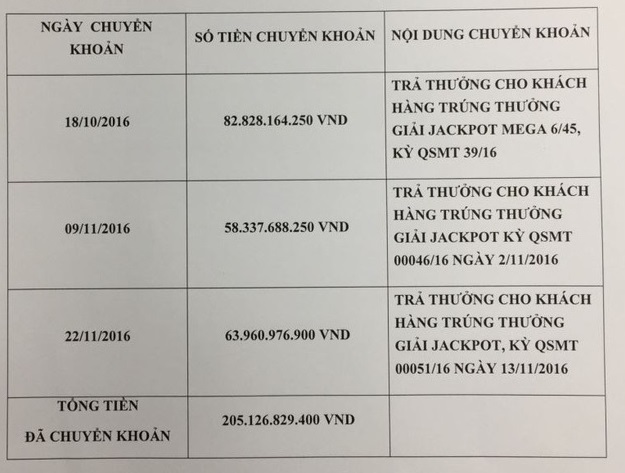 NGÀY CHUYỂN
KHOẢN
SỐ TIỀN CHUYỂN KHOẢN
NỘI DUNG CHUYỂN KHOẢN
18/10/2016
82.828.164.250 VND
TRẢ THƯỞNG CHO KHÁCH
HÀNG TRÚNG THƯỞNG
GIẢI JACKPOT MEGA 6/45,
KỲ QSMT 39/16
09/11/2016
58.337.688.250 VND
TRẢ THƯỞNG CHO KHÁCH
HÀNG TRÚNG THƯỞNG
GIẢI JACKPOT KỲ QSMT
00046/16 NGÀY 2/11/2016
22/11/2016
63.960.976.900 VND
TRẢ THƯỞNG CHO KHÁCH
HÀNG TRÚNG THƯỞNG
GIẢI JACKPOT, KỲ QSMT
00051/16 NGÀY 13/11/2016
TỔNG TIỀN
ĐÃ CHUYỂN KHOẢN
205.126.829.400 VND